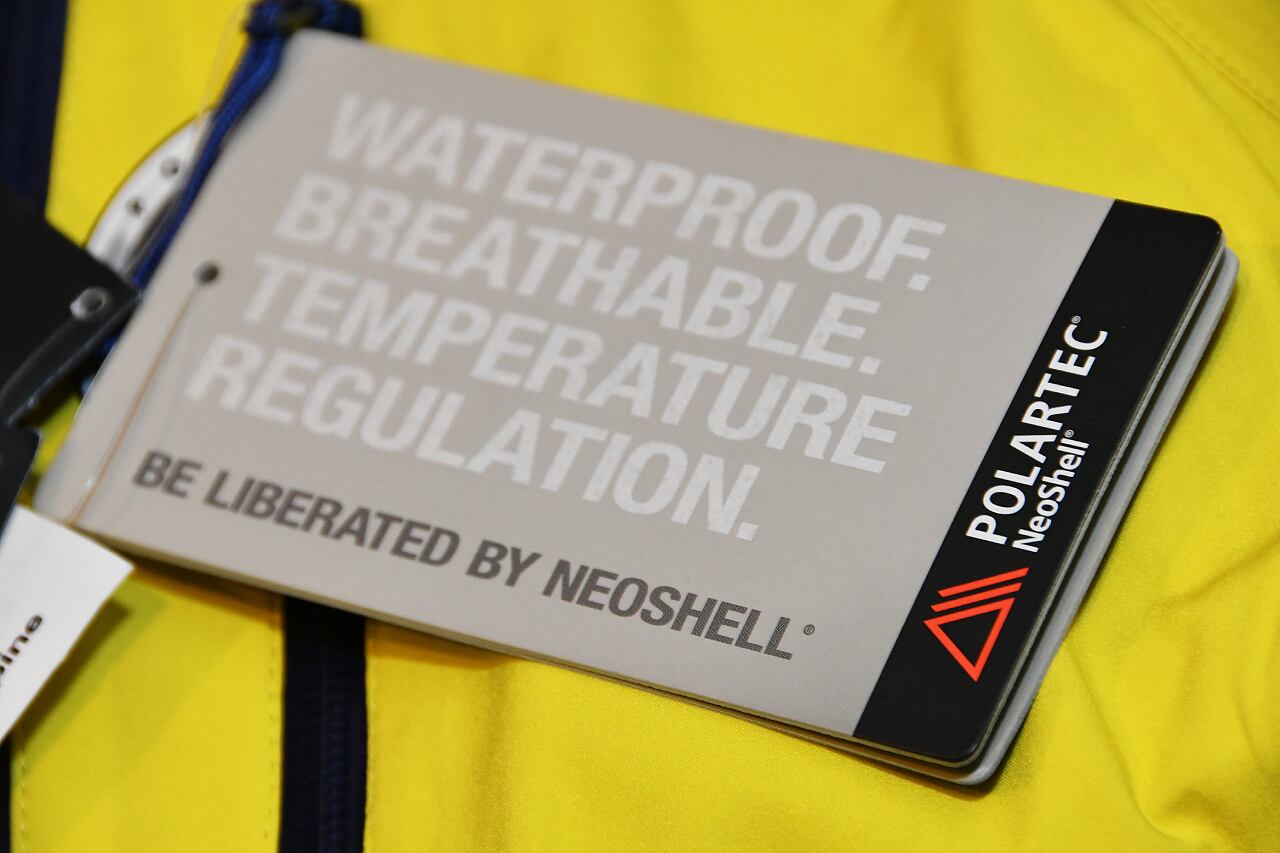 WATERPROOF.
BREATHABLE.
TEMPERATURE
REGULATION.
BE LIBERATED BY NEOSHELL®
POLARTEC®
NeoShell®